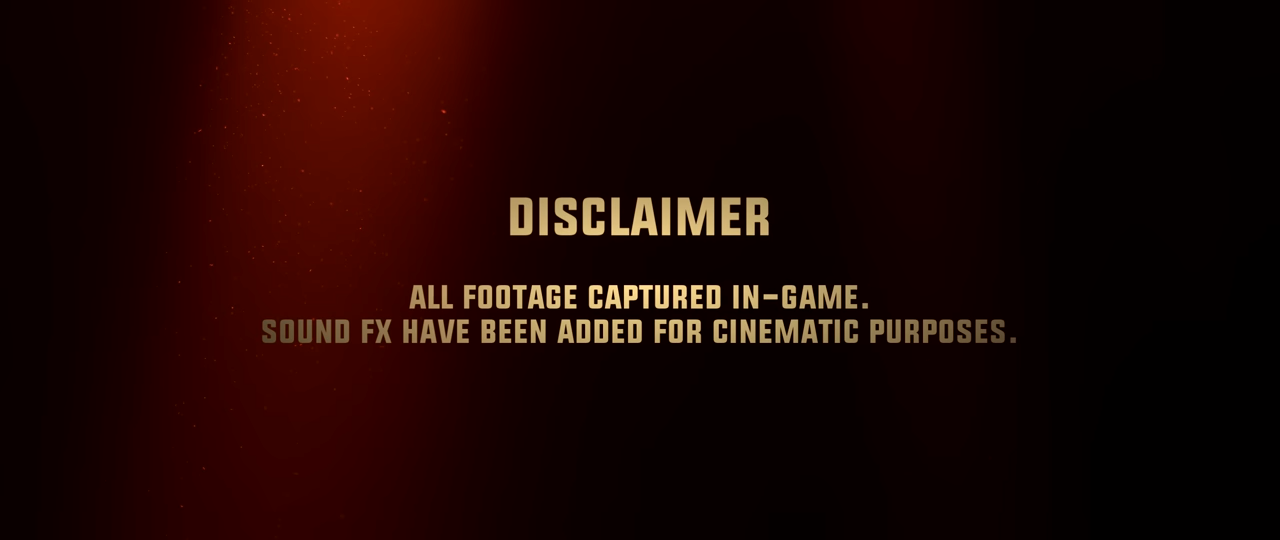 DISCLAIMER
ALL FOOTAGE CAPTURED IN-GAME.
SOUND FX HAVE BEEN ADDED FOR CINEMATIC PURPOSES.